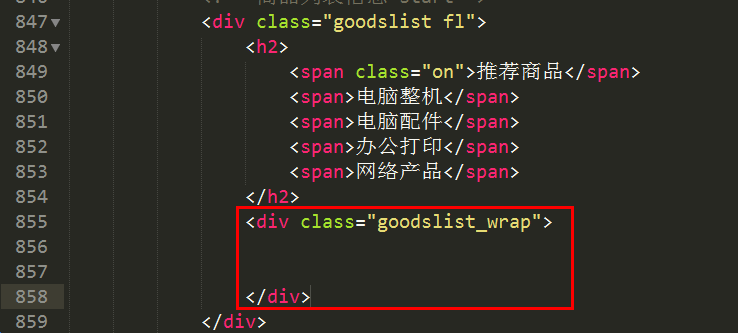 847▼ <div class="goodslist fl">
848▼ <h2>
849 <span class="on">推荐商品</span>
850 <span>电脑整机</span>
851 <span>电脑配件</span>
852 <span>办公打印</span>
853 <span>网络产品</span>
854 </h2>
855 <div class="goodslist_wrap">
856
857
858 </div>
859 </div>